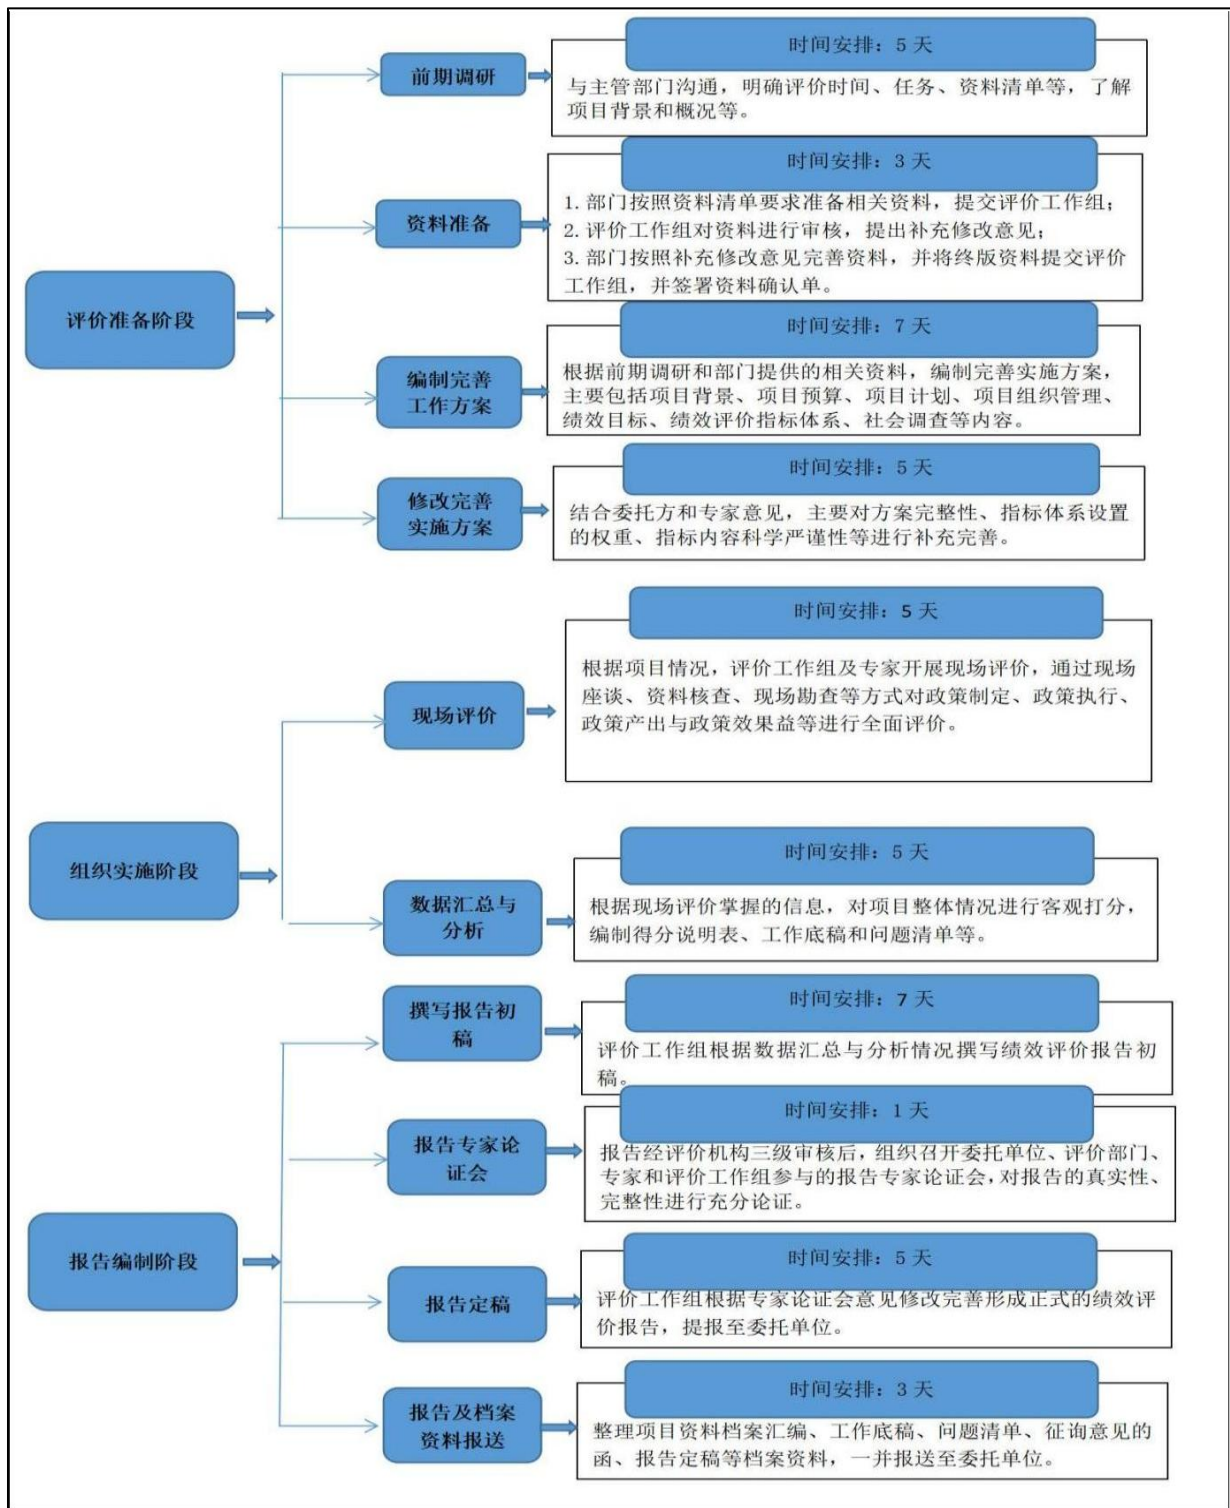 时间安排：5 天
前期调研
与主管部门沟通，明确评价时间、任务、资料清单等，了解
项目背景和概况等。
时间安排：3 天
资料准备
1.部门按照资料清单要求准备相关资料，提交评价工作组；
2.评价工作组对资料进行审核，提出补充修改意见；
3.部门按照补充修改意见完善资料，并将终版资料提交评价
工作组，并签署资料确认单。
评价准备阶段
时间安排：7 天
编制完善
工作方案
根据前期调研和部门提供的相关资料，编制完善实施方案，
主要包括项目背景、项目预算、项目计划、项目组织管理、
绩效目标、绩效评价指标体系、社会调查等内容。
时间安排：5 天
修改完善
实施方案
结合委托方和专家意见，主要对方案完整性、指标体系设置
的权重、指标内容科学严谨性等进行补充完善。
时间安排：5 天
现场评价
根据项目情况，评价工作组及专家开展现场评价，通过现场
座谈、资料核查、现场勘查等方式对政策制定、政策执行、
政策产出与政策效果益等进行全面评价。
组织实施阶段
时间安排：5 天
数据汇总与
分析
根据现场评价掌握的信息，对项目整体情况进行客观打分，
编制得分说明表、工作底稿和问题清单等。
时间安排：7 天
撰写报告初
稿
评价工作组根据数据汇总与分析情况撰写绩效评价报告初
稿。
时间安排：1 天
报告专家论
证会
报告经评价机构三级审核后，组织召开委托单位、评价部门、
专家和评价工作组参与的报告专家论证会，对报告的真实性、
完整性进行充分论证。
报告编制阶段
时间安排：5 天
报告定稿
评价工作组根据专家论证会意见修改完善形成正式的绩效评
价报告，提报至委托单位。
时间安排：3 天
报告及档案
资料报送
整理项目资料档案汇编、工作底稿、问题清单、征询意见的
函、报告定稿等档案资料，一并报送至委托单位。